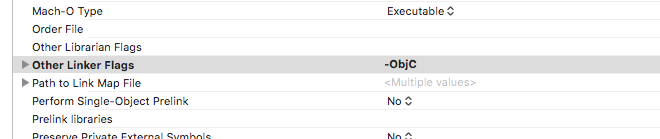 Mach-O Type Executable
Order File
Other Librarian Flags
Other Linker Flags -ObjC
Path to Link Map File <Multiple values>
Perform Single-Object Prelink No
Prelink libraries
Preserve Private External Symbols No